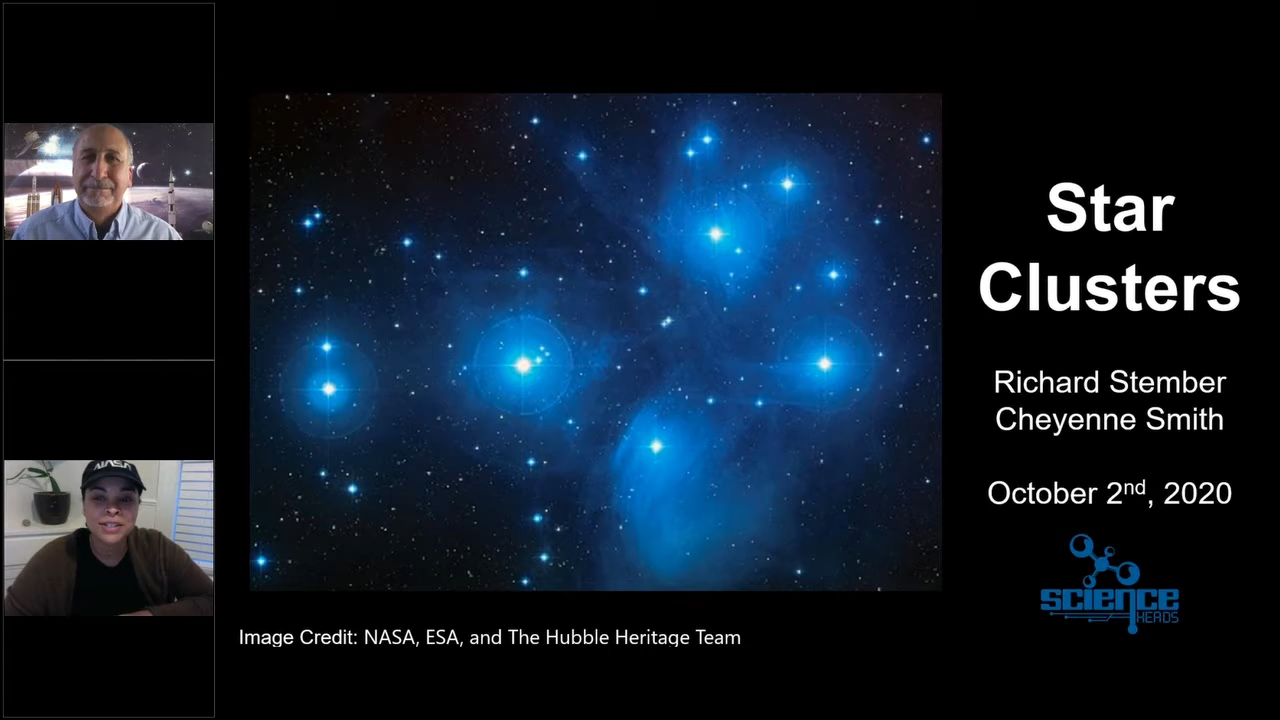 Star
Clusters
Richard Stember
Cheyenne Smith
October 2nd, 2020
science
HEADS
Image Credit: NASA, ESA, and The Hubble Heritage Team
NASA